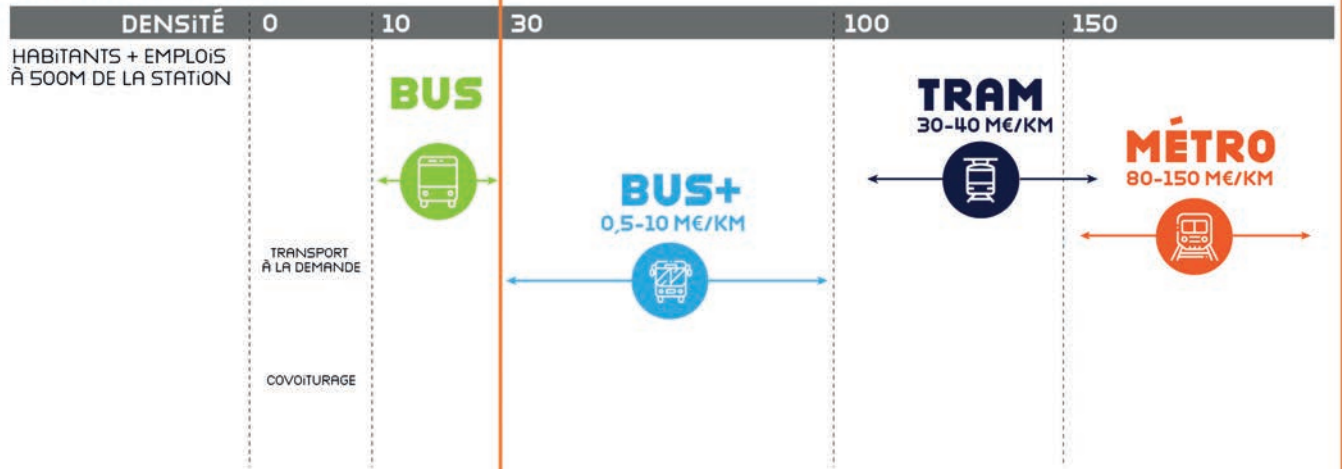 DENSiTÉ 0 10 30 100 150
HABiTANTS + EMPLOiS
À 500M DE LA STATiON
BUS
BUS+
0,5-10 M€/KM
TRAM
30-40 M€/KM
MÉTRO
80-150 M€/KM
TRANSPORT
À LA DEMANDE
COVOiTURAGE